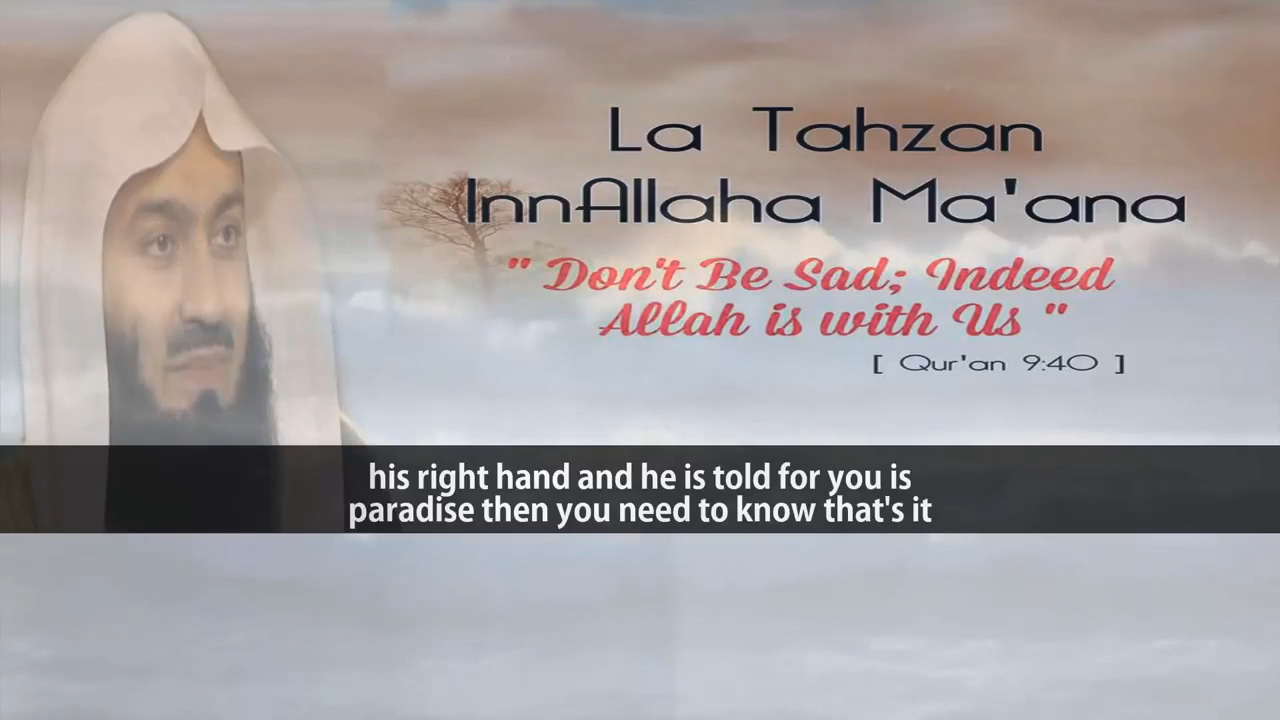 La Tahzan
InnAllaha Ma'ana
" Don't Be Sad; Indeed
Allah is with Us "
[ Qur'an 9:40 ]
his right hand and he is told for you is
paradise then you need to know that's it